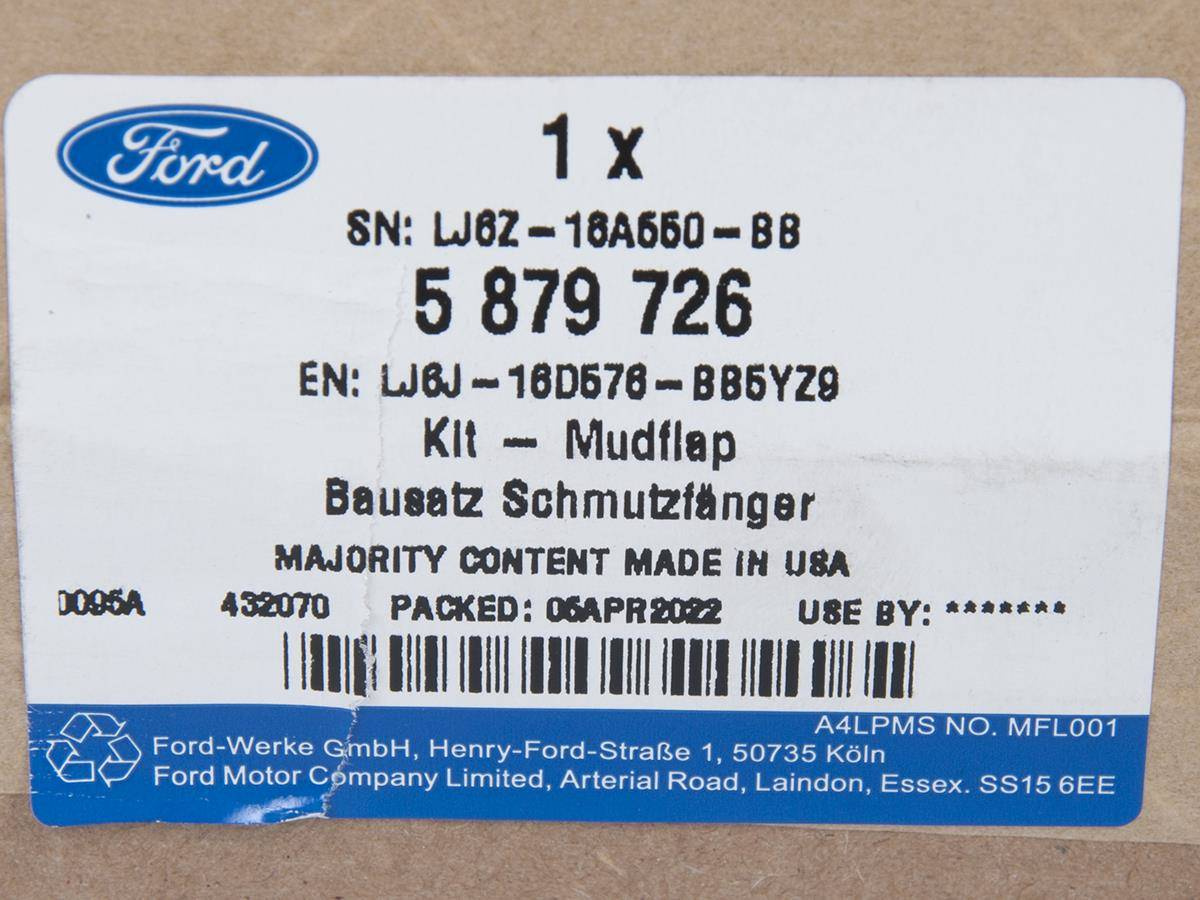 Ford
1 x
SN: LJ6Z-16A550-BB
5 879 726
EN: LJ6J-16D576-BB5YZ9
Kit - Mudflap
Bausatz Schmutzfänger
MAJORITY CONTENT MADE IN USA
0095A 432070 PACKED: 05APR2022 USE BY: *******
A4LPMS NO. MFL001
Ford-Werke GmbH, Henry-Ford-Straße 1, 50735 Köln
Ford Motor Company Limited, Arterial Road, Laindon, Essex. SS15 6EE